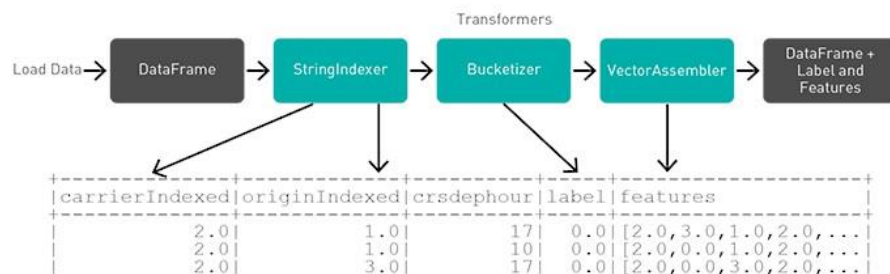 Transformers
Load Data
DataFrame
StringIndexer
Bucketizer
VectorAssembler
DataFrame +
Label and
Features
+--------------+-------------+----------+-----+--------------------+
|carrierIndexed|originIndexed|crsdephour|label|features
+--------------+-------------+----------+-----+--------------------+
| 2.0| 1.0| 17| 0.0|[2.0,3.0,1.0,2.0,...|
| 2.0| 1.0| 10| 0.0|[2.0,0.0,1.0,2.0,...|
| 2.0| 3.0| 17| 0.0|[2.0,0.0,3.0,2.0,...|